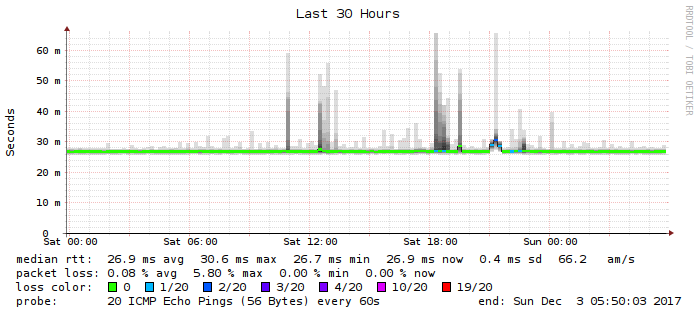 Last 30 Hours
RRDTOOL / TOBI OETIKER
Seconds
60 m
50 m
40 m
30 m
20 m
10 m
0
Sat 00:00 Sat 06:00 Sat 12:00 Sat 18:00 Sun 00:00
median rtt: 26.9 ms avg 30.6 ms max 26.7 ms min 26.9 ms now 0.4 ms sd 66.2 am/s
packet loss: 0.08 % avg 5.80 % max 0.00 % min 0.00 % now
loss color: 0 1/20 2/20 3/20 4/20 10/20 19/20
probe: 20 ICMP Echo Pings (56 Bytes) every 60s end: Sun Dec 3 05:50:03 2017